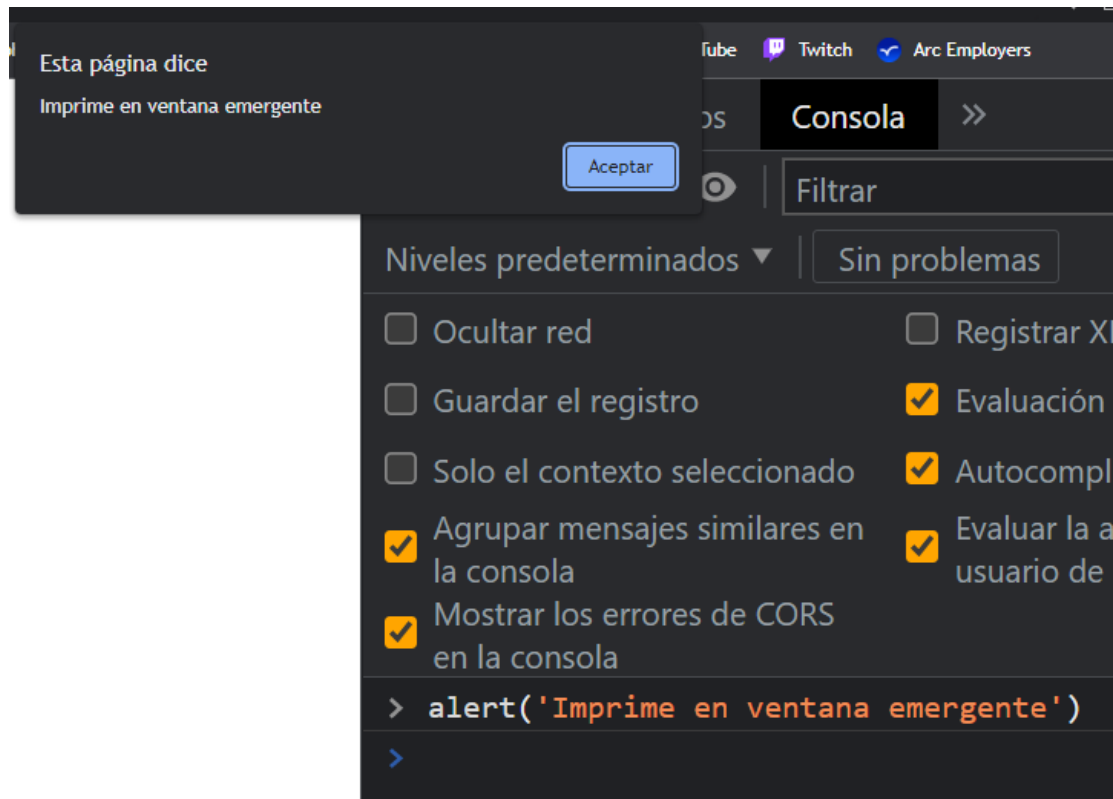 Esta página dice
Imprime en ventana emergente
Aceptar
Tube Twitch Arc Employers
os Consola
Filtrar
Niveles predeterminados Sin problemas
Ocultar red Registrar X
Guardar el registro Evaluación
Solo el contexto seleccionado Autocompl
Agrupar mensajes similares en Evaluar la a
la consola usuario de
Mostrar los errores de CORS
en la consola
> alert('Imprime en ventana emergente')
>